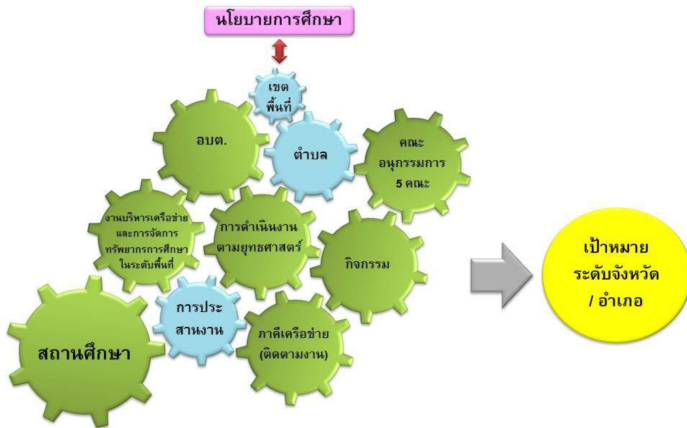 นโยบายการศึกษา
เขต
พื้นที่
อบต.
ตำบล
คณะ
อนุกรรมการ
5 คณะ
งานบริหารเครือข่าย
และการจัดการ
ทรัพยากรการศึกษา
ในระดับพื้นที่
การดำเนินงาน
ตามยุทธศาสตร์
กิจกรรม
เป้าหมาย
ระดับจังหวัด
/ อำเภอ
การประ
สานงาน
สถานศึกษา
ภาคีเครือข่าย
(ติดตามงาน)